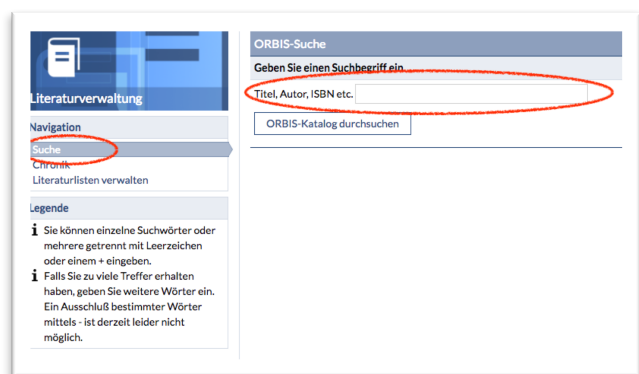 Literaturverwaltung
Navigation
Suche
Chronik
Literaturlisten verwalten
Legende
i Sie können einzelne Suchwörter oder
mehrere getrennt mit Leerzeichen
oder einem + eingeben.
i Falls Sie zu viele Treffer erhalten
haben, geben Sie weitere Wörter ein.
Ein Ausschluß bestimmter Wörter
mittels - ist derzeit leider nicht
möglich.
ORBIS-Suche
Geben Sie einen Suchbegriff ein
Titel, Autor, ISBN etc.
ORBIS-Katalog durchsuchen